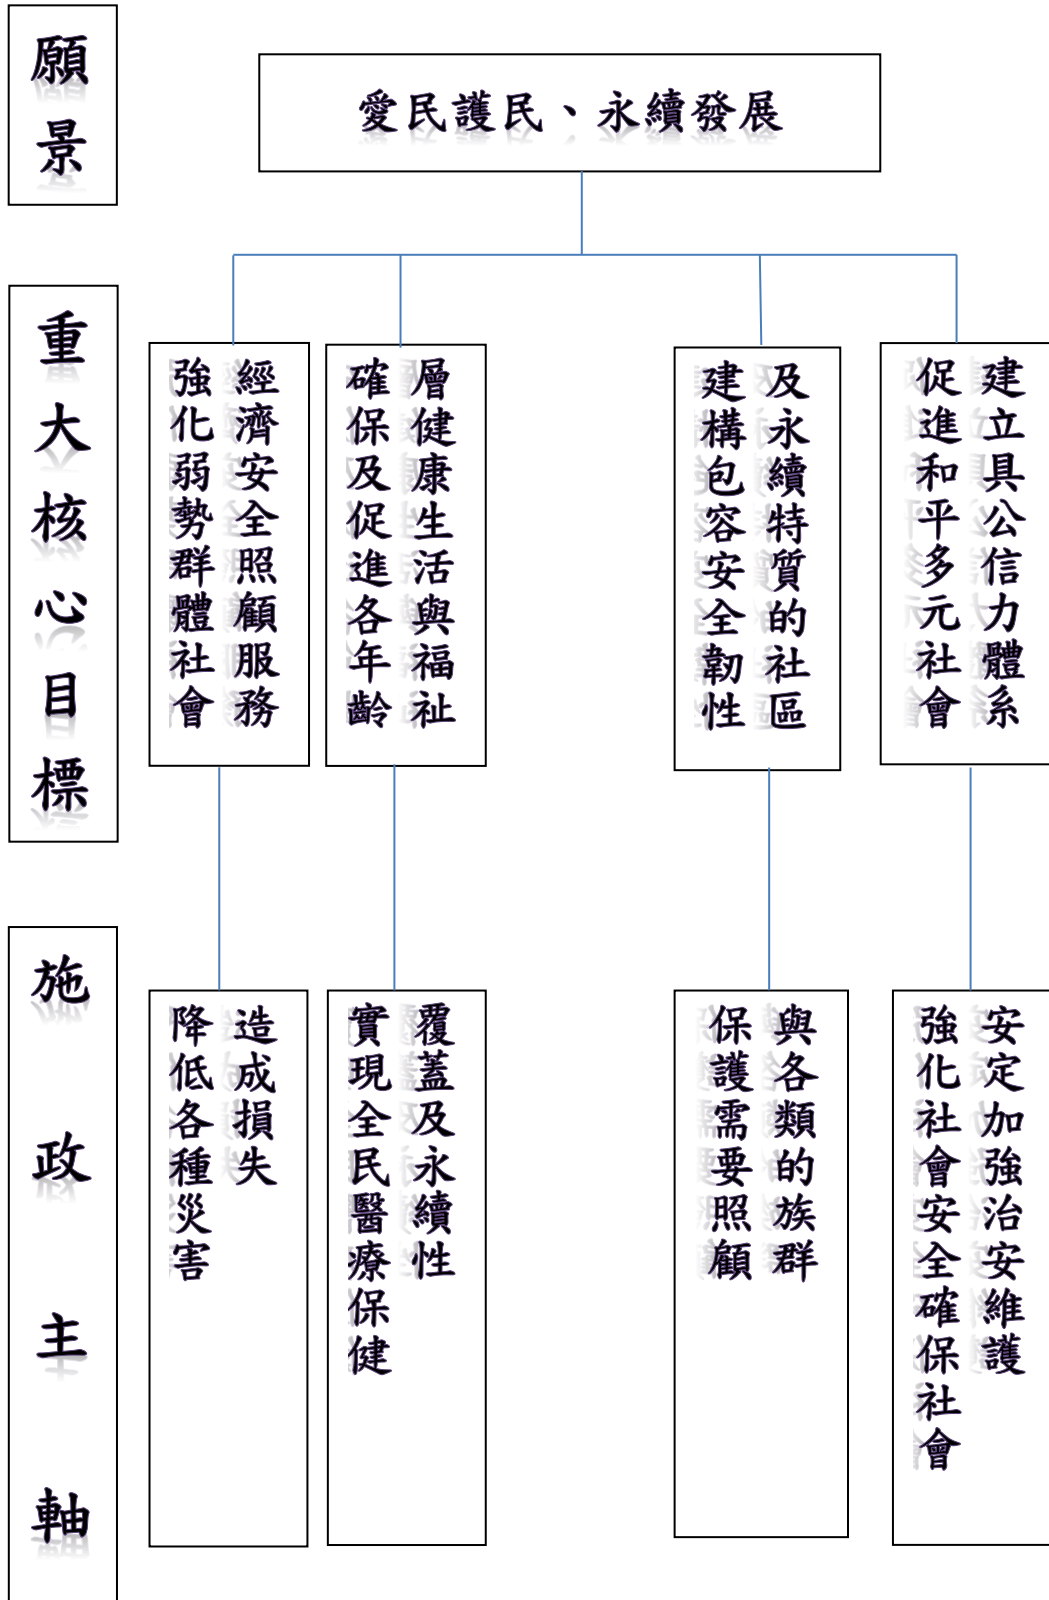 願景
愛民護民、永續發展
重大核心目標
強化弱勢群體社會
經濟安全照顧服務
確保及促進各年齡
層健康生活與福祉
建構包容安全韌性
及永續特質的社區
促進和平多元社會
建立具公信力體系
施政主軸
降低各種災害
造成損失
實現全民醫療保健
覆蓋及永續性
保護需要照顧
與各類的族群
強化社會安全確保社會
安定加強治安維護